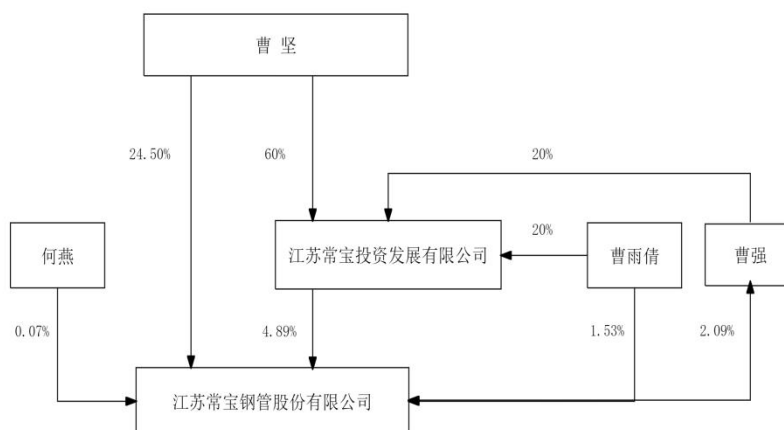 曹 坚
24.50%
60%
20%
何燕
江苏常宝投资发展有限公司
20%
曹雨倩
曹强
0.07%
4.89%
1.53%
2.09%
江苏常宝钢管股份有限公司